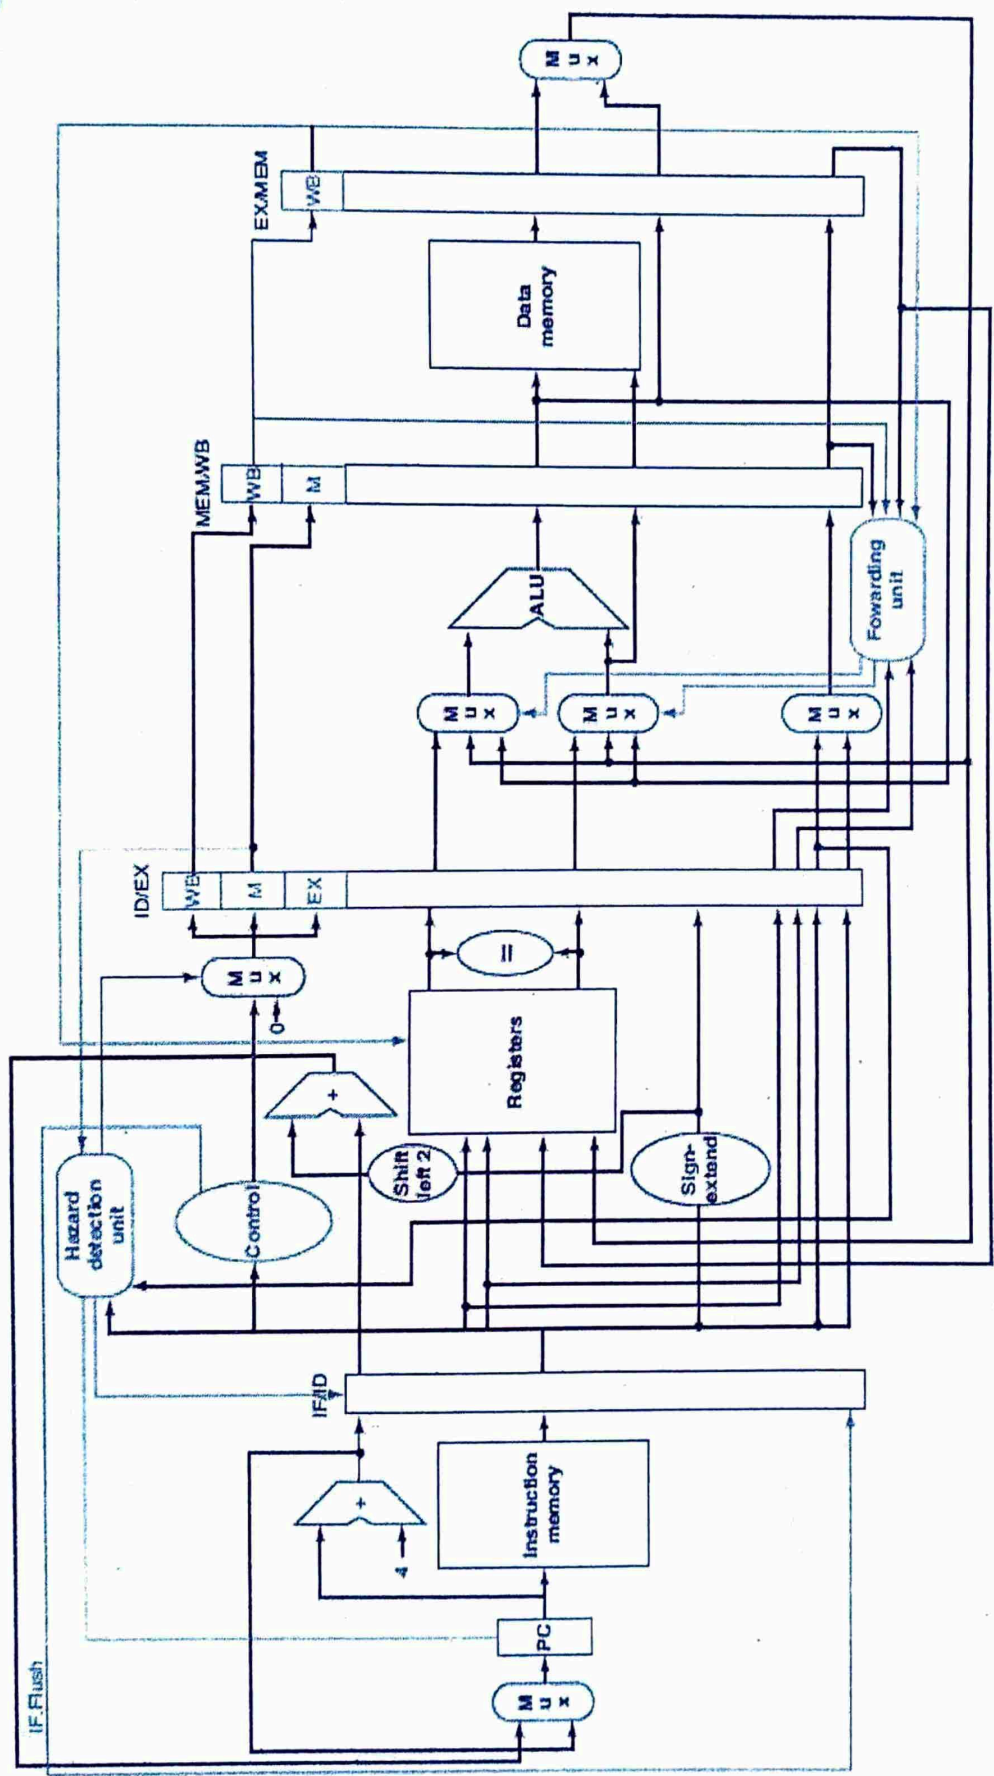 IF.Flush
Hazard
detection
unit
ID/EX
WB
M
EX
MEM/WB
WB
M
EX/MEM
WB
Control
M
u
x
0
IF/ID
+
4
+
Shift
left 2
M
u
x
PC
Instruction
memory
Registers
=
Sign-
extend
M
u
x
M
u
x
M
u
x
ALU
Data
memory
M
u
x
Fowarding
unit